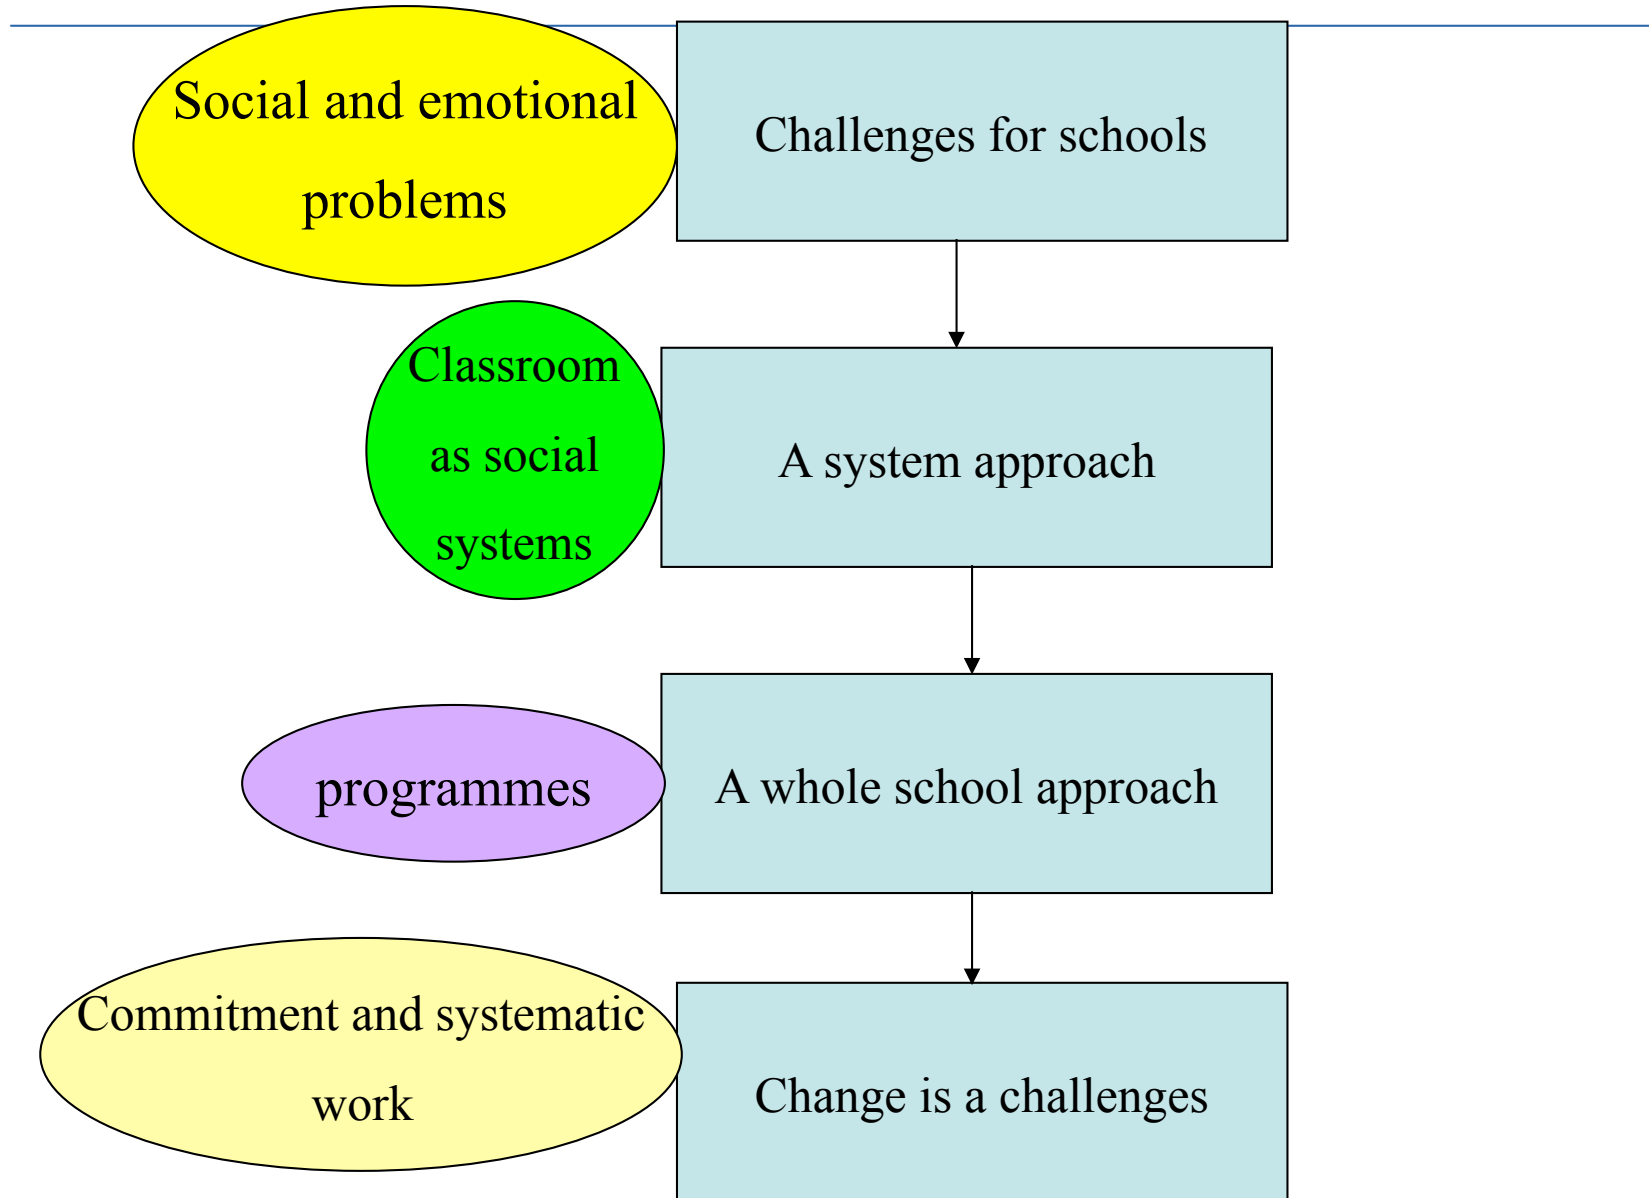 Social and emotional
problems
Challenges for schools
Classroom
as social
systems
A system approach
programmes
A whole school approach
Commitment and systematic
work
Change is a challenges